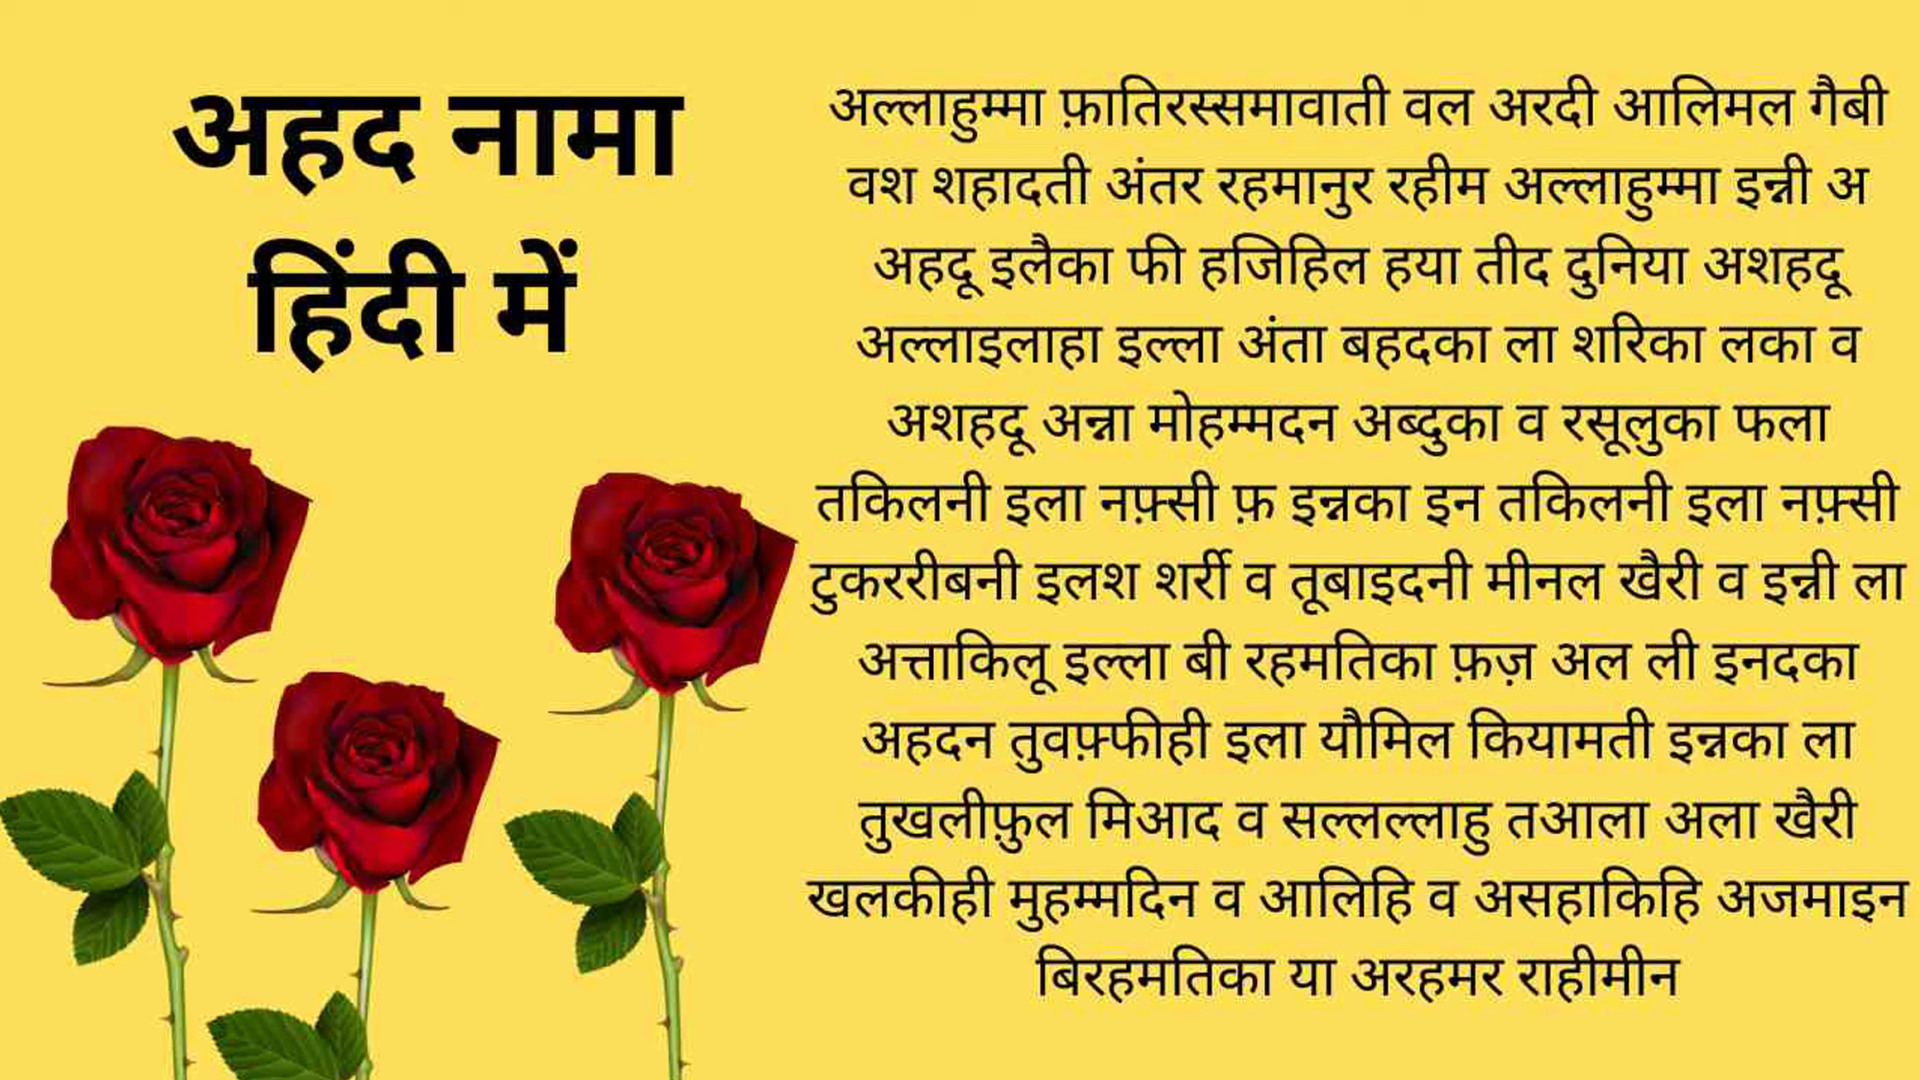 अहद नामा
हिंदी में
अल्लाहुम्मा फ़ातिरस्समावाती वल अरदी आलिमल गैबी
वश शहादती अंतर रहमानुर रहीम अल्लाहुम्मा इन्नी अ
अहदू इलैका फी हजिहिल हया तीद दुनिया अशहदू
अल्लाइलाहा इल्ला अंता बहदका ला शरिका लका व
अशहदू अन्ना मोहम्मदन अब्दुका व रसूलुका फला
तकिलनी इला नफ़्सी फ़ इन्नका इन तकिलनी इला नफ़्सी
टुकररीबनी इलश शर्री व तूबाइदनी मीनल खैरी व इन्नी ला
अत्ताकिलू इल्ला बी रहमतिका फ़ज़ अल ली इनदका
अहदन तुवफ़्फीही इला यौमिल कियामती इन्नका ला
तुखलीफ़ुल मिआद व सल्लल्लाहु तआला अला खैरी
खलकीही मुहम्मदिन व आलिहि व असहाकिहि अजमाइन
बिरहमतिका या अरहमर राहीमीन